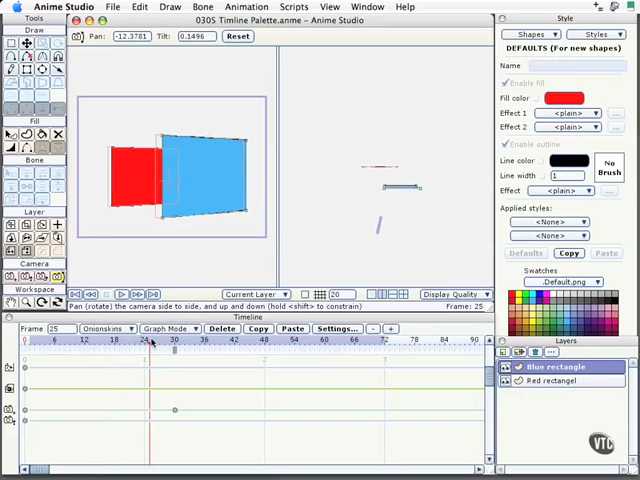 Anime Studio File Edit Draw Bone Animation Scripts View Window Help
Tools
0305 Timline Palette.anme - Anime Studio
Style
Draw
Pan: -12.3781 Tilt: 0.1496 Reset
Shapes Styles
DEFAULTS (For new shapes)
Name
Enable fill
Fill color
Effect 1 <plain> ...
Effect 2 <plain> ...
Fill
Enable outline
Bone
Line color
No Brush
Line width 1
Effect <plain> ...
Layer
Applied styles:
<None>
<None>
Defaults Copy Paste
Camera
Swatches
.Default.png
Workspace
Current Layer 20 Display Quality
Pan (rotate) the camera side to side, and up and down (hold <shift> to constrain) Frame: 25
Timeline
Frame 25 Onionskins Graph Mode Delete Copy Paste Settings... - +
0 6 12 18 24 30 36 42 48 54 60 66 72 78 84 90
0 1 2 3
Layers
Blue rectangle
Red rectangel
VTC